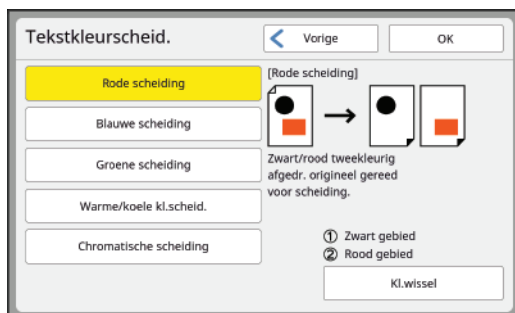 Tekstkleurscheid.
Vorige
OK
Rode scheiding
Blauwe scheiding
Groene scheiding
Warme/koele kl.scheid.
Chromatische scheiding
[Rode scheiding]
Zwart/rood tweekleurig
afgedr. origineel gereed
voor scheiding.
① Zwart gebied
② Rood gebied
Kl.wissel